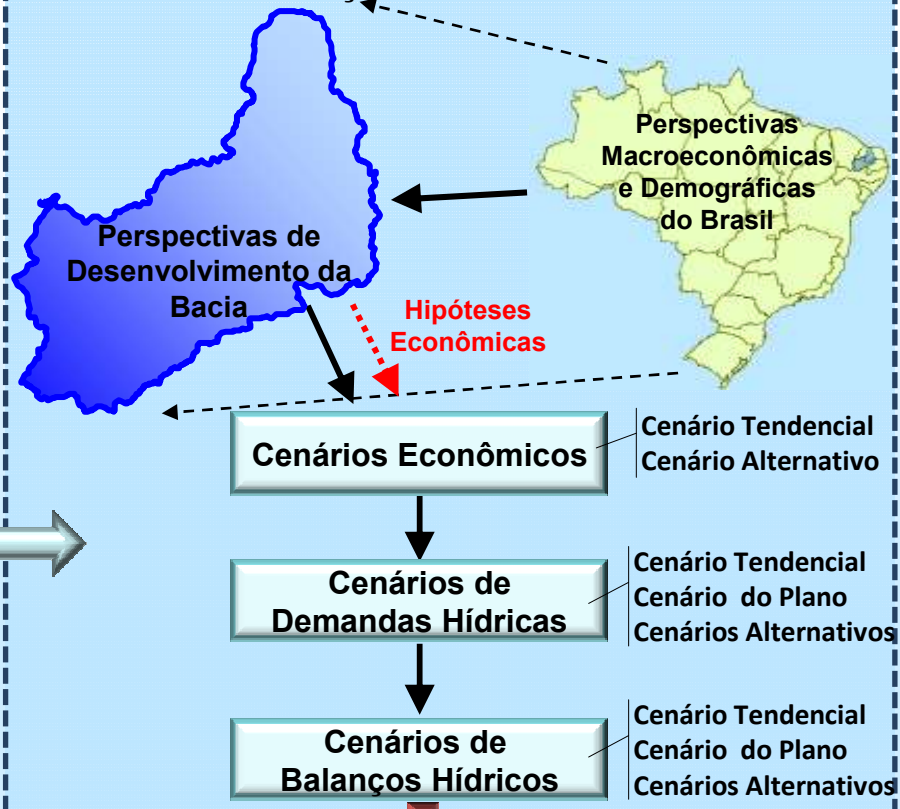 Perspectivas
Macroeconômicas
e Demográficas
do Brasil
Perspectivas de
Desenvolvimento da
Bacia
Hipóteses
Econômicas
Cenários Econômicos
Cenário Tendencial
Cenário Alternativo
Cenários de
Demandas Hídricas
Cenário Tendencial
Cenário do Plano
Cenários Alternativos
Cenários de
Balanços Hídricos
Cenário Tendencial
Cenário do Plano
Cenários Alternativos